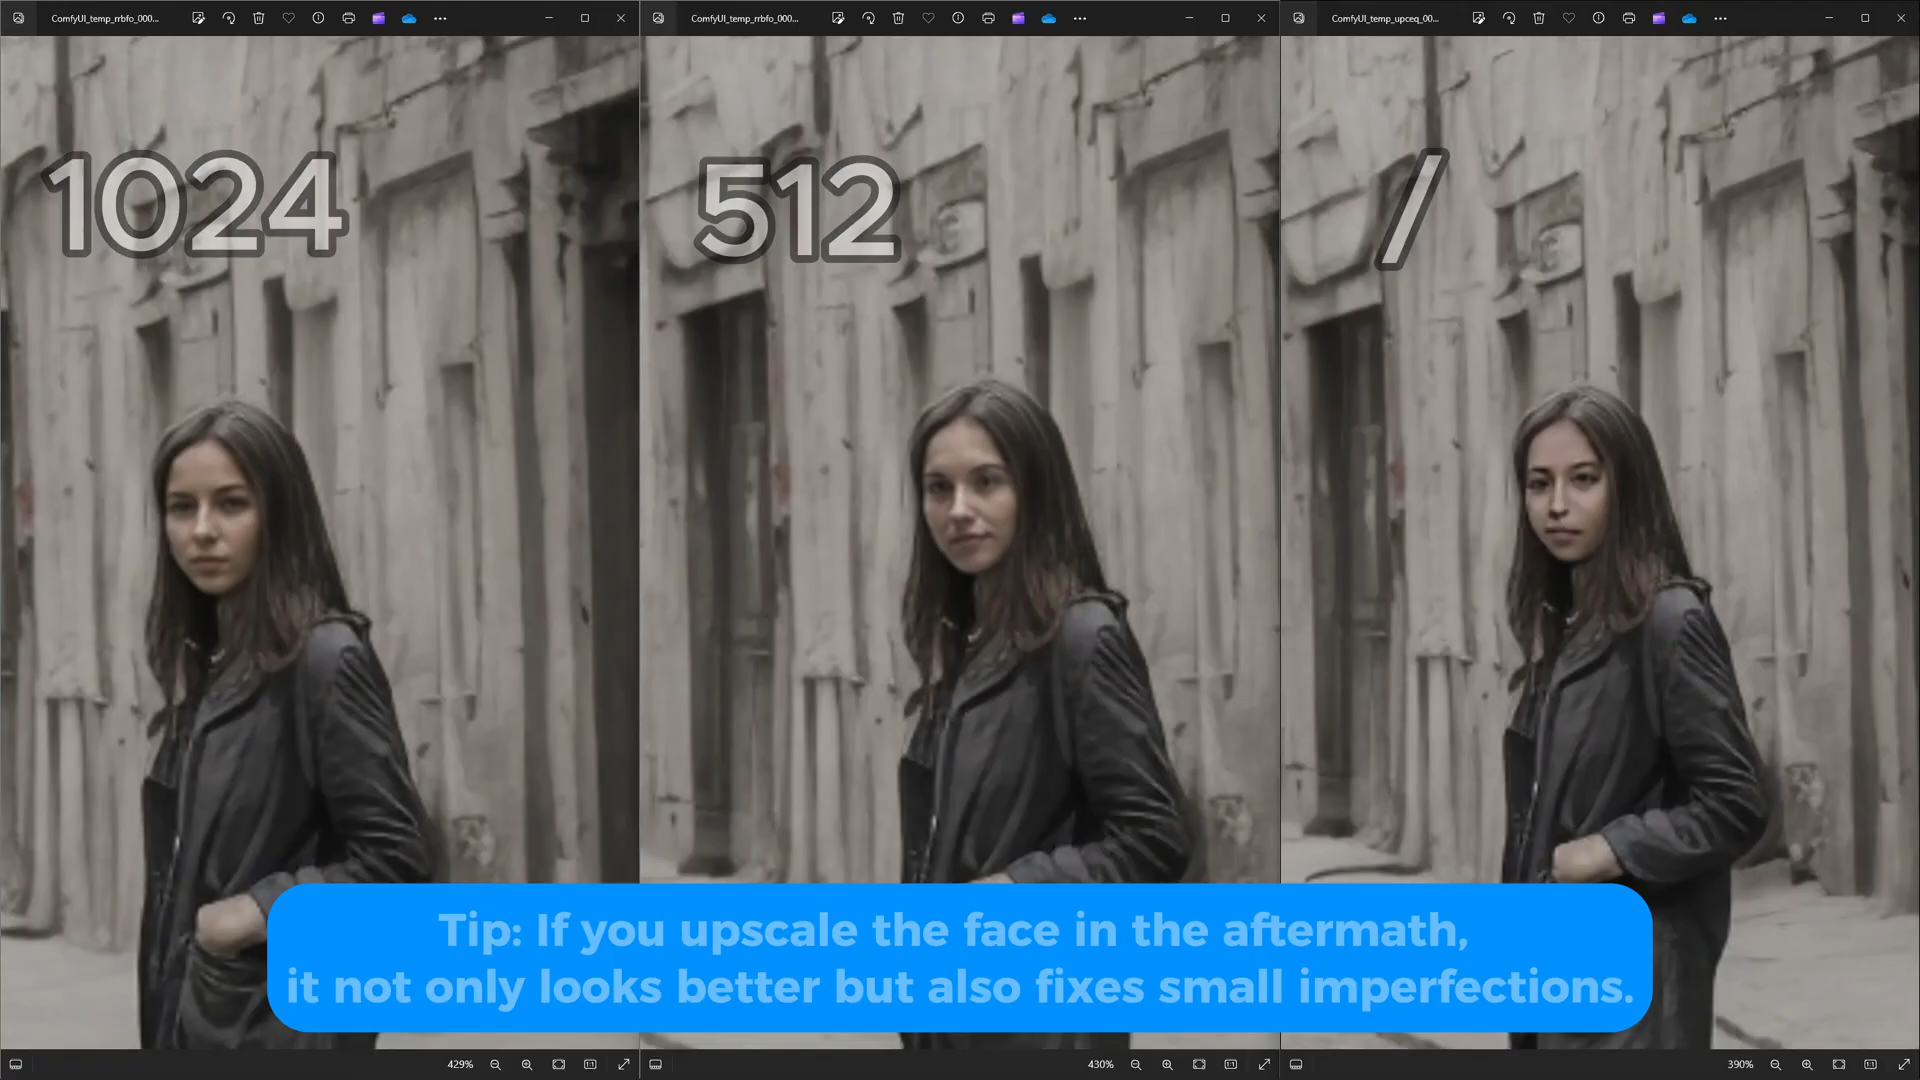 ComfyUI_temp_rrbfo_000...
ComfyUI_temp_rrbfo_000...
ComfyUI_temp_upceq_00...
1024
512
/
Tip: If you upscale the face in the aftermath,
it not only looks better but also fixes small imperfections.
429%
430%
390%